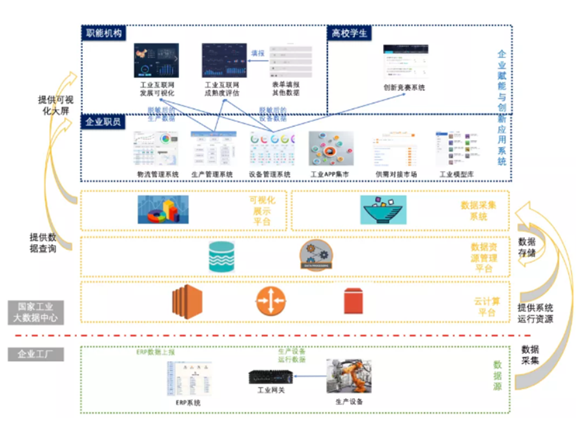 职能机构
高校学生
填报
工业互联网
发展可视化
工业互联网
成熟度评估
表单填报
其他数据
创新竞赛系统
企业赋能与创新应用系统
提供可视
化大屏
脱敏后的
生产数据
脱敏后的
设备数据
企业职员
物流管理系统
生产管理系统
设备管理系统
工业APP集市
供需对接市场
工业模型库
可视化
展示
平台
数据采集
系统
提供数
据查询
数据资
源管理
平台
数据
存储
云计算
平台
国家工业
大数据中心
提供系统
运行资源
企业工厂
数据
采集
ERP数据上报
生产设备
运行数据
数据源
ERP系统
工业网关
生产设备